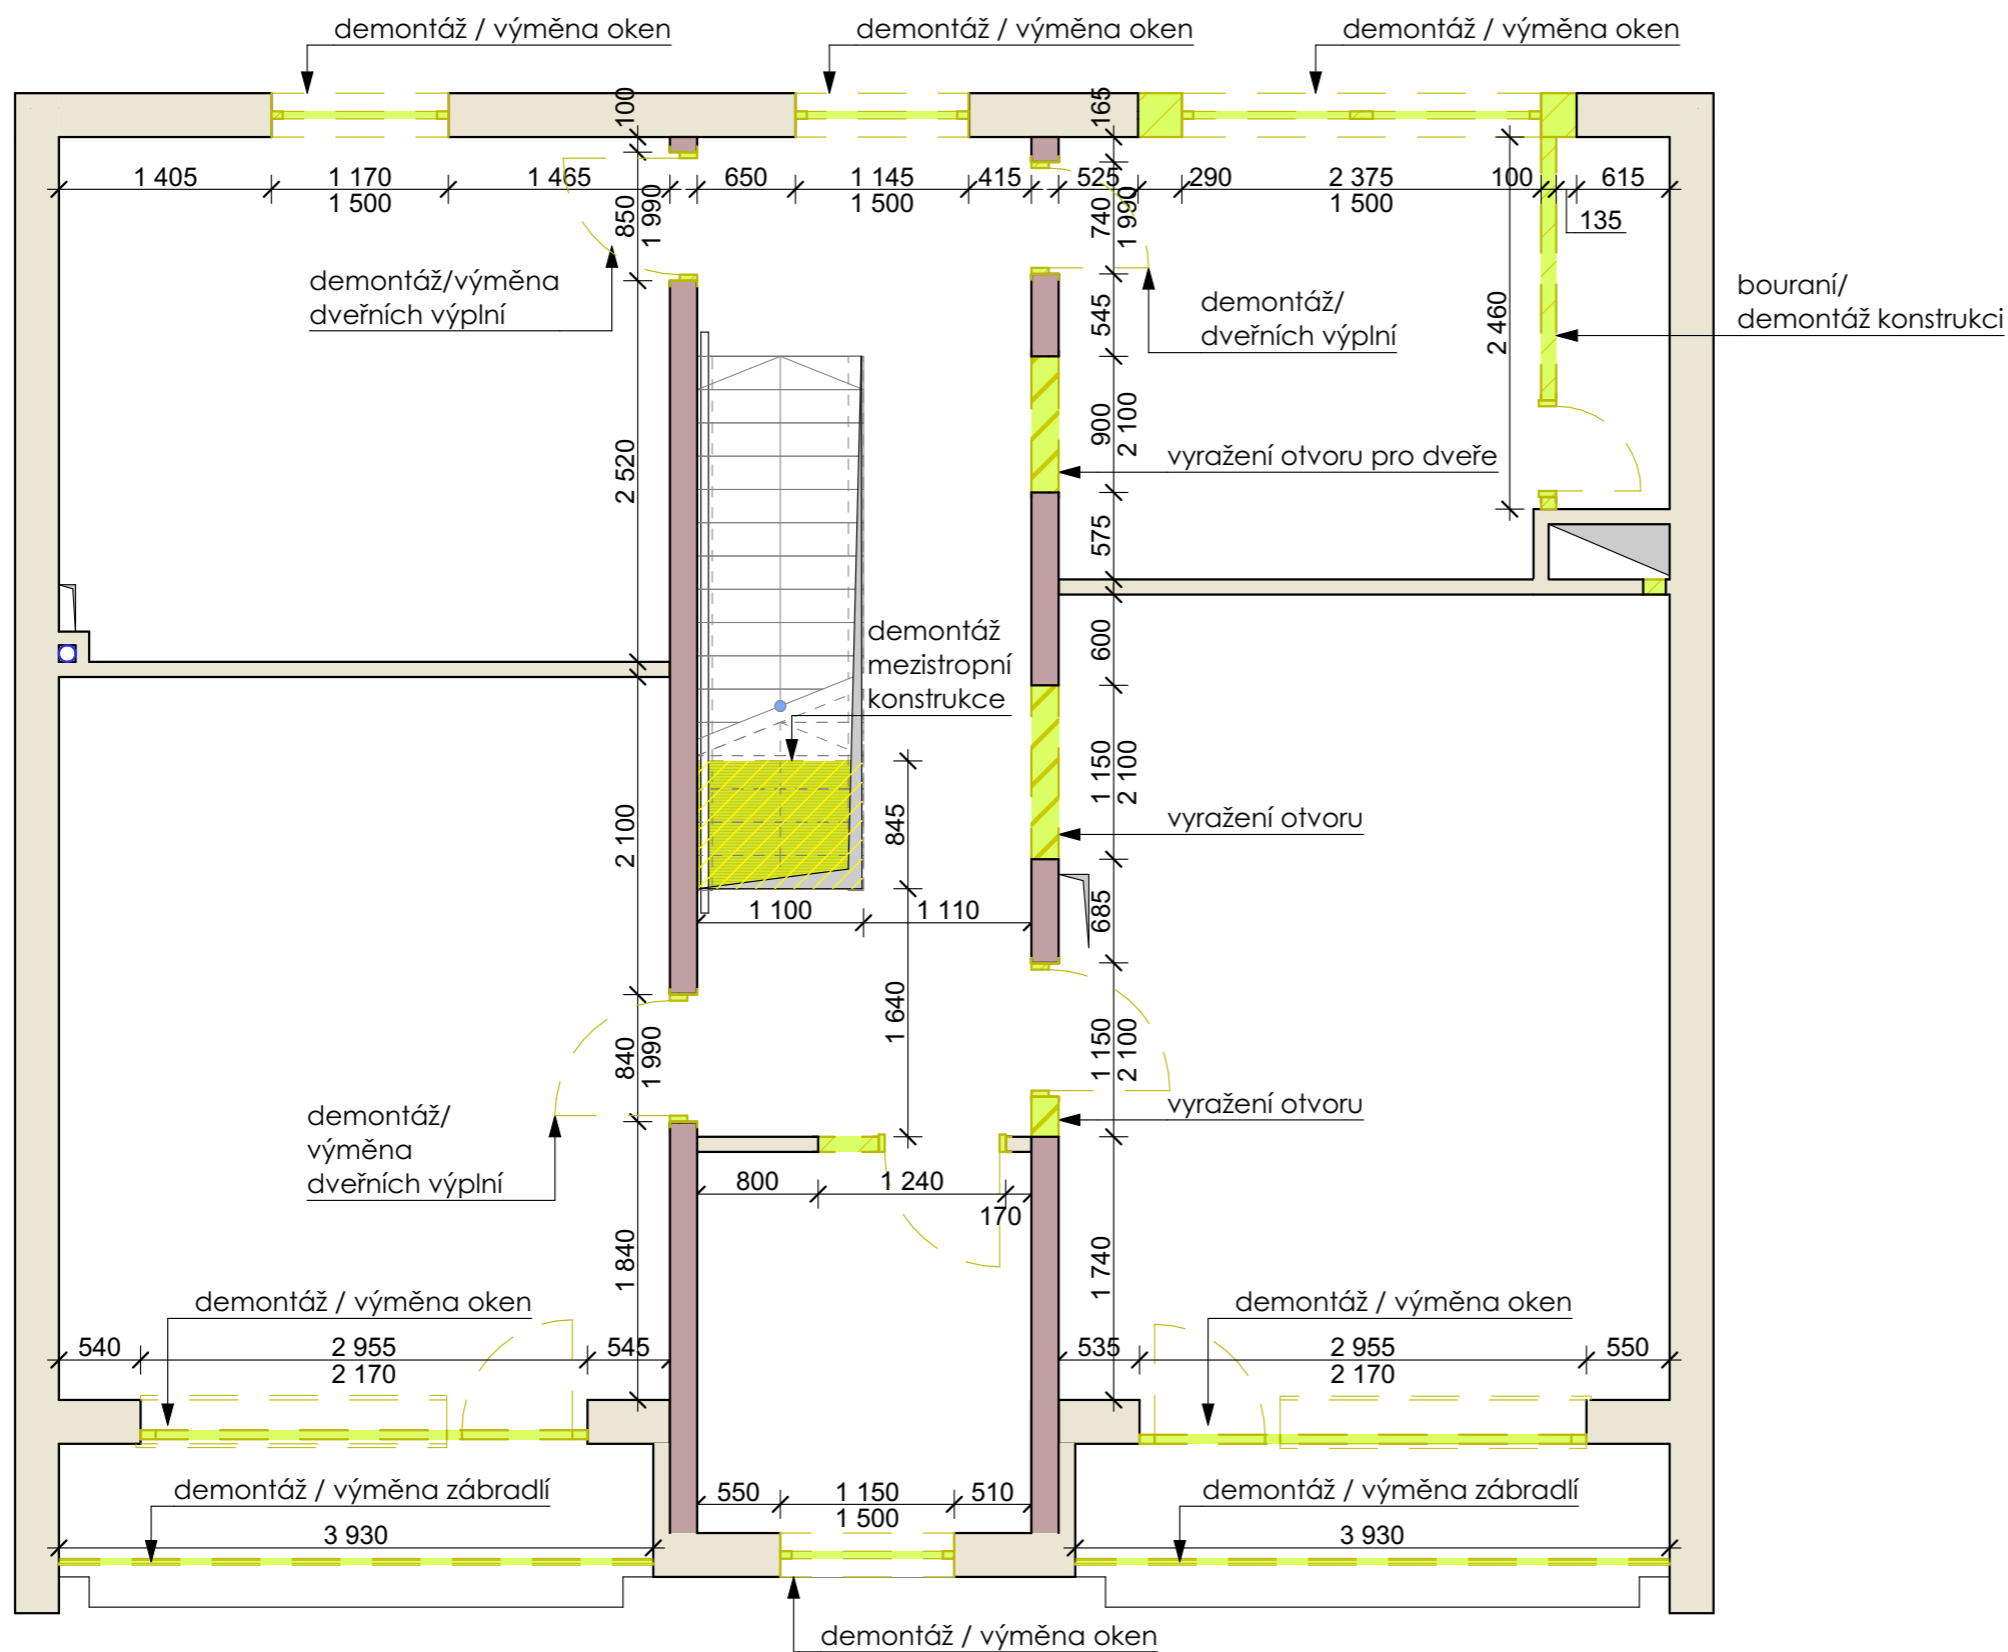 demontáž / výměna oken
demontáž / výměna oken
demontáž / výměna oken
100
165
1 405
1 170
1 500
1 465
650
1 145
1 500
415
525
290
2 375
1 500
100
615
135
850
1 990
740
1 990
demontáž/výměna
dveřních výplní
demontáž/
dveřních výplní
bouraní/
demontáž konstrukci
545
2 460
900
2 100
2 520
vyražení otvoru pro dveře
575
demontáž
mezistropní
konstrukce
600
1 150
2 100
845
vyražení otvoru
2 100
1 100
1 110
685
1 640
840
1 990
1 150
2 100
demontáž/
výměna
dveřních výplní
vyražení otvoru
800
1 240
170
1 840
1 740
demontáž / výměna oken
demontáž / výměna oken
540
2 955
2 170
545
535
2 955
2 170
550
demontáž / výměna zábradlí
3 930
550
1 150
1 500
510
demontáž / výměna zábradlí
3 930
demontáž / výměna oken